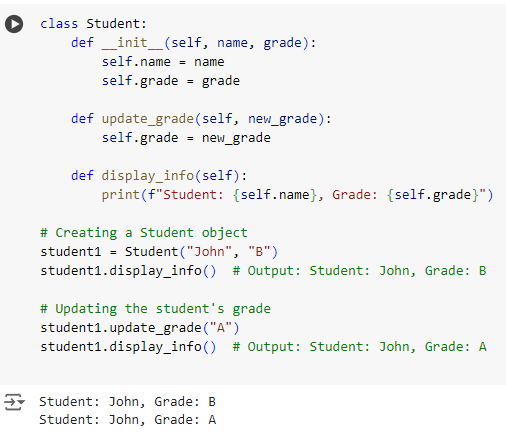 class Student:
    def __init__(self, name, grade):
        self.name = name
        self.grade = grade

    def update_grade(self, new_grade):
        self.grade = new_grade

    def display_info(self):
        print(f"Student: {self.name}, Grade: {self.grade}")

# Creating a Student object
student1 = Student("John", "B")
student1.display_info()  # Output: Student: John, Grade: B

# Updating the student's grade
student1.update_grade("A")
student1.display_info()  # Output: Student: John, Grade: A

Student: John, Grade: B
Student: John, Grade: A